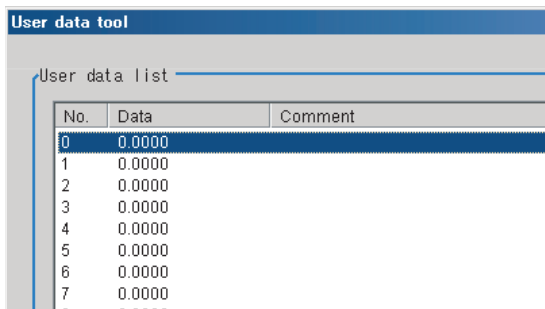 User data tool
User data list
No. Data Comment
0 0.0000
1 0.0000
2 0.0000
3 0.0000
4 0.0000
5 0.0000
6 0.0000
7 0.0000